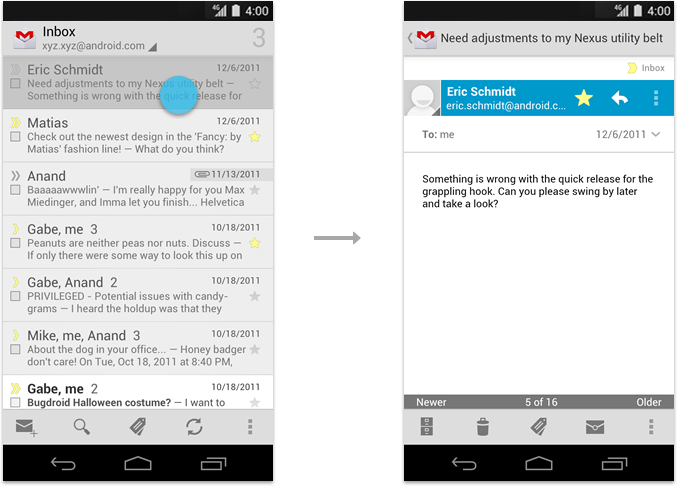 4G 4:00
Inbox
xyz.xyz@android.com
3
Eric Schmidt 12/6/2011
Need adjustments to my Nexus utility belt —
Something is wrong with the quick release for
Matias 12/6/2011
Check out the newest design in the 'Fancy: by
Matias' fashion line! — What do you think?
Anand 11/13/2011
Baaaaawwwlin' — I'm really happy for you Max
Miedinger, and Imma let you finish... Helvetica
Gabe, me 3 10/18/2011
Peanuts are neither peas nor nuts. Discuss —
If only there were some way to look this up on
Gabe, Anand 2 10/18/2011
PRIVILEGED - Potential issues with candy-
grams — I heard the holdup was that they
Mike, me, Anand 3 10/18/2011
About the dog in your office... — Honey badger
don't care! On Tue, Oct 18, 2011 at 8:40 PM,
Gabe, me 2 10/18/2011
Bugdroid Halloween costume? — I want to
4G 4:00
Need adjustments to my Nexus utility belt
Inbox
Eric Schmidt
eric.schmidt@android.c
To: me 12/6/2011
Something is wrong with the quick release for the
grappling hook. Can you please swing by later
and take a look?
Newer 5 of 16 Older